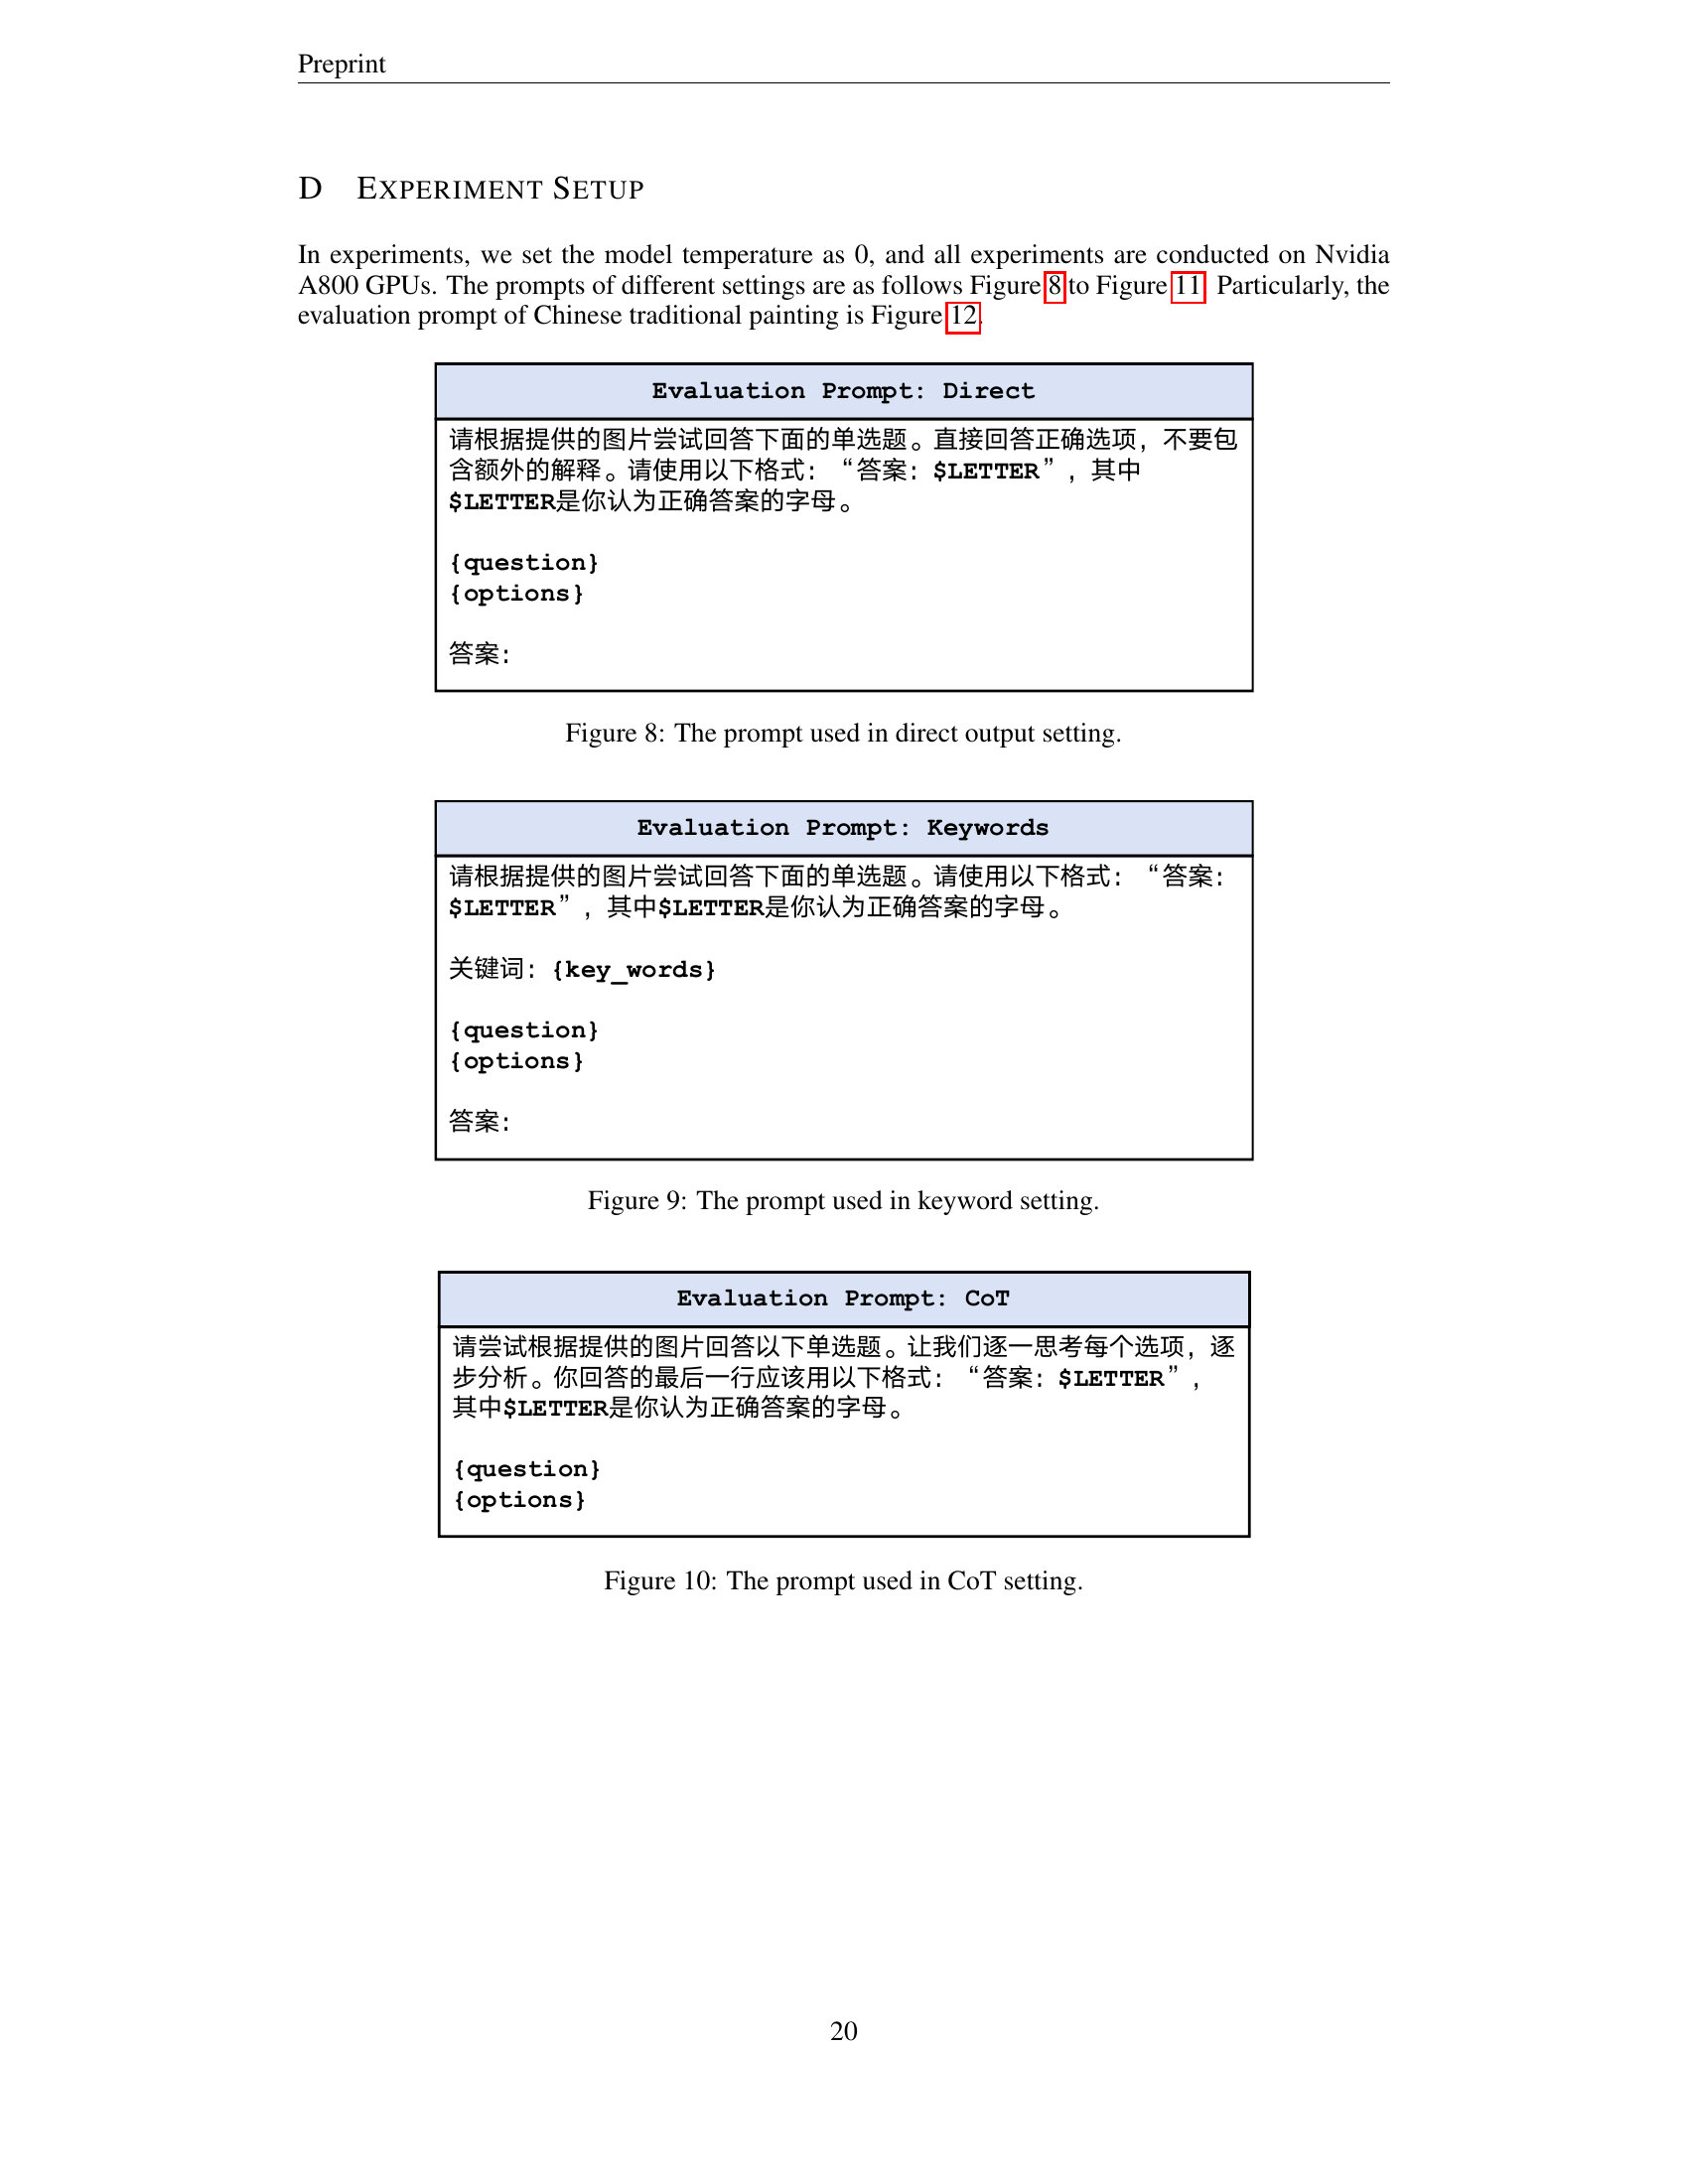 Preprint
D EXPERIMENT SETUP
In experiments, we set the model temperature as 0, and all experiments are conducted on Nvidia
A800 GPUs. The prompts of different settings are as follows Figure 8 to Figure 11. Particularly, the
evaluation prompt of Chinese traditional painting is Figure 12.
Evaluation Prompt: Direct
请根据提供的图片尝试回答下面的单选题。直接回答正确选项，不要包
含额外的解释。请使用以下格式：“答案：$LETTER”，其中
$LETTER是你认为正确答案的字母。
{question}
{options}
答案：
Figure 8: The prompt used in direct output setting.
Evaluation Prompt: Keywords
请根据提供的图片尝试回答下面的单选题。请使用以下格式：“答案：
$LETTER”，其中$LETTER是你认为正确答案的字母。
关键词：{key_words}
{question}
{options}
答案：
Figure 9: The prompt used in keyword setting.
Evaluation Prompt: CoT
请尝试根据提供的图片回答以下单选题。让我们逐一思考每个选项，逐
步分析。你回答的最后一行应该用以下格式：“答案：$LETTER”，
其中$LETTER是你认为正确答案的字母。
{question}
{options}
Figure 10: The prompt used in CoT setting.
20